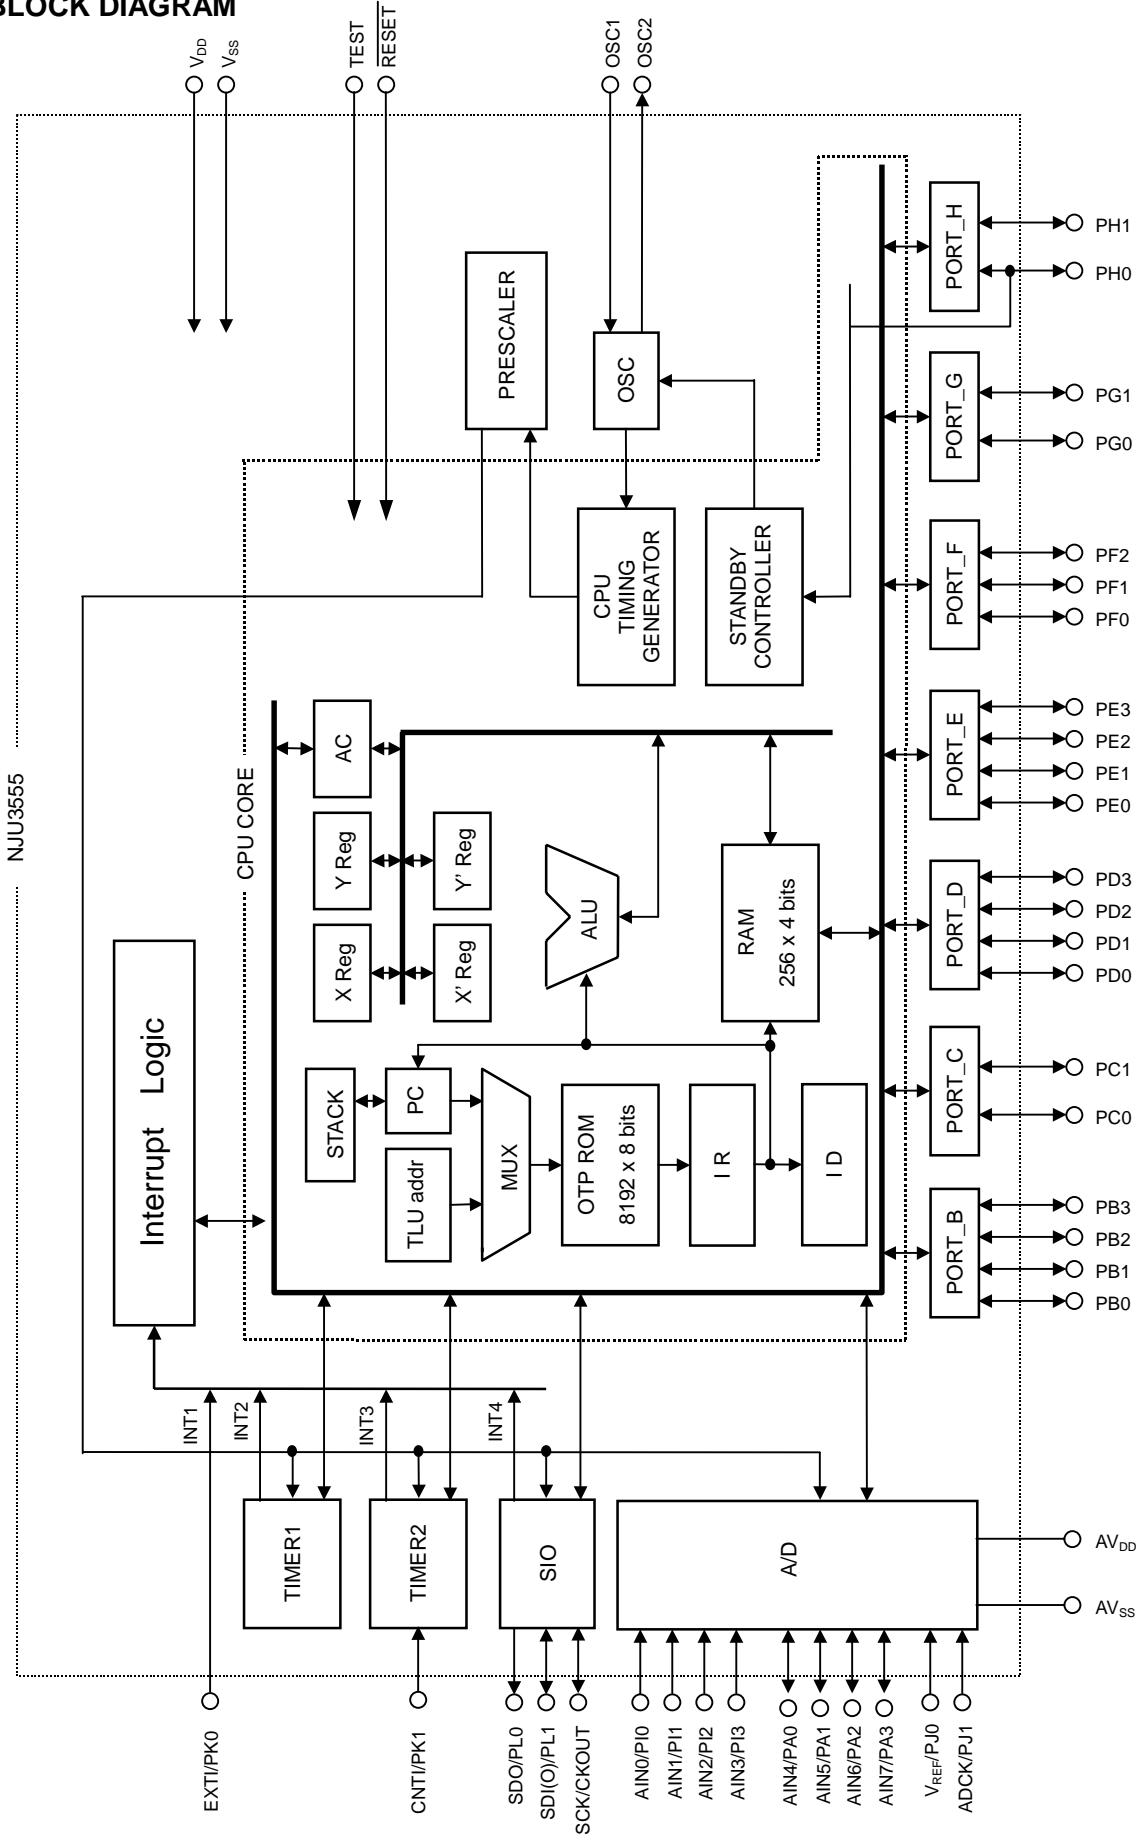 BLOCK DIAGRAM
NJU3555
V_DD
V_SS
TEST
RESET
OSC1
OSC2
PRESCALER
OSC
CPU CORE
CPU
TIMING
GENERATOR
STANDBY
CONTROLLER
Interrupt Logic
AC
Y Reg
Y' Reg
X Reg
X' Reg
ALU
RAM
256 x 4 bits
STACK
PC
TLU addr
MUX
OTP ROM
8192 x 8 bits
I R
I D
PORT_H
PH1
PH0
PORT_G
PG1
PG0
PORT_F
PF2
PF1
PF0
PORT_E
PE3
PE2
PE1
PE0
PORT_D
PD3
PD2
PD1
PD0
PORT_C
PC1
PC0
PORT_B
PB3
PB2
PB1
PB0
INT1
INT2
INT3
INT4
TIMER1
TIMER2
SIO
A/D
AV_DD
AV_SS
EXTI/PK0
CNTI/PK1
SDO/PL0
SDI(O)/PL1
SCK/CKOUT
AIN0/PI0
AIN1/PI1
AIN2/PI2
AIN3/PI3
AIN4/PA0
AIN5/PA1
AIN6/PA2
AIN7/PA3
V_REF/PJ0
ADCK/PJ1